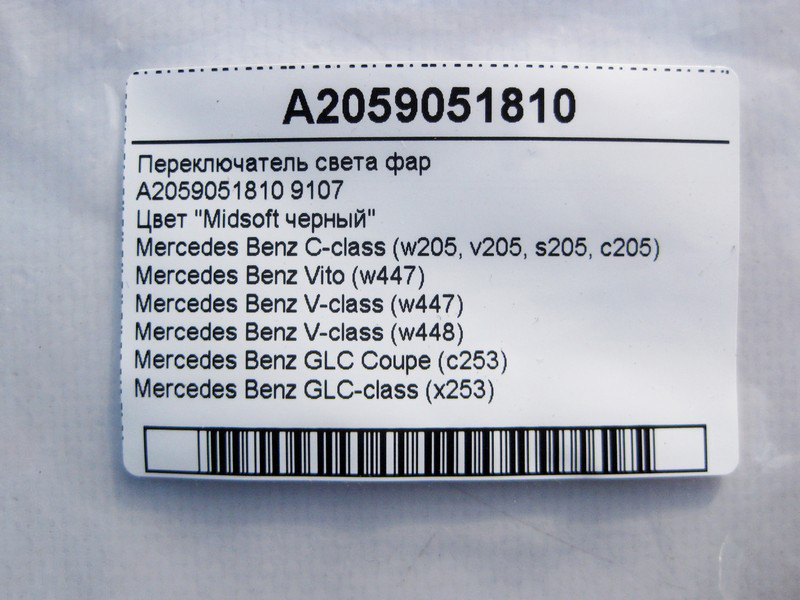 A2059051810
Переключатель света фар
A2059051810 9107
Цвет "Midsoft черный"
Mercedes Benz C-class (w205, v205, s205, c205)
Mercedes Benz Vito (w447)
Mercedes Benz V-class (w447)
Mercedes Benz V-class (w448)
Mercedes Benz GLC Coupe (c253)
Mercedes Benz GLC-class (x253)